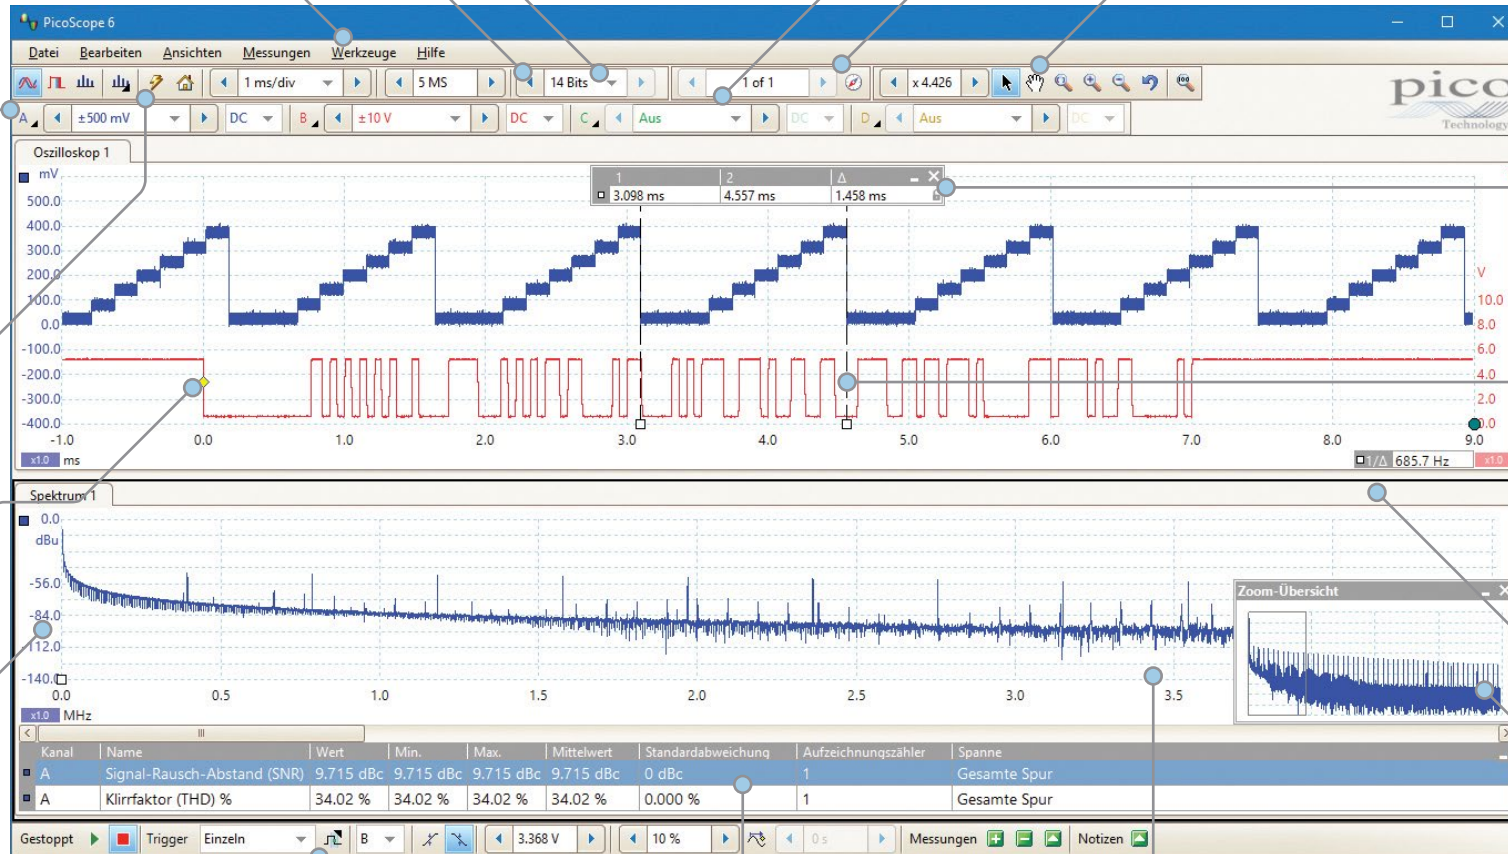 PicoScope 6
Datei Bearbeiten Ansichten Messungen Werkzeuge Hilfe
1 ms/div 5 MS 14 Bits 1 of 1 x 4.426
A ±500 mV DC B ±10 V DC C Aus DC D Aus DC
pico
Technology
Oszilloskop 1
mV
1 2 Δ
3.098 ms 4.557 ms 1.458 ms
500.0
400.0
300.0
200.0
100.0
0.0
-100.0
-200.0
-300.0
-400.0
V
10.0
8.0
6.0
4.0
2.0
0.0
-1.0 0.0 1.0 2.0 3.0 4.0 5.0 6.0 7.0 8.0 9.0
x1.0 ms
1/Δ 685.7 Hz x1.0
Spektrum 1
0.0
dBu
-56.0
-84.0
-112.0
-140.0
0.0 0.5 1.0 1.5 2.0 2.5 3.0 3.5
x1.0 MHz
Zoom-Übersicht
Kanal Name Wert Min. Max. Mittelwert Standardabweichung Aufzeichnungszähler Spanne
A Signal-Rausch-Abstand (SNR) 9.715 dBc 9.715 dBc 9.715 dBc 9.715 dBc 0 dBc 1 Gesamte Spur
A Klirrfaktor (THD) % 34.02 % 34.02 % 34.02 % 34.02 % 0.000 % 1 Gesamte Spur
Gestoppt Trigger Einzeln B 3.368 V 10 % 0 s Messungen Notizen